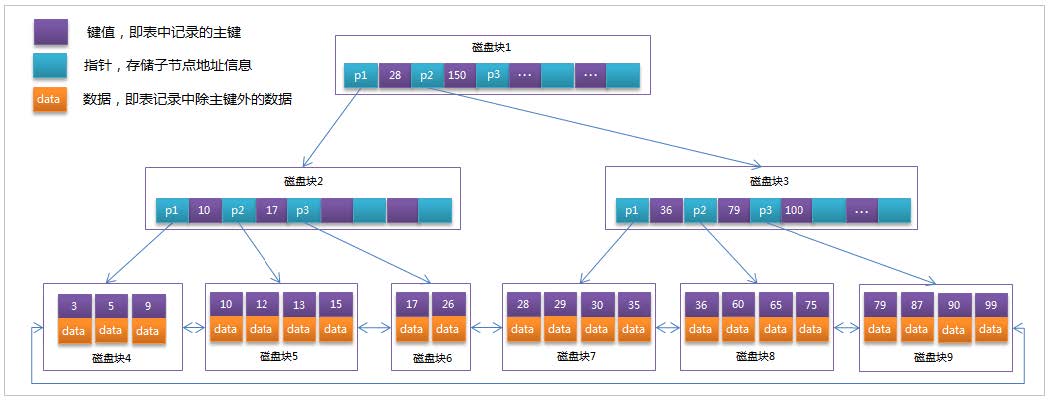 键值，即表中记录的主键
指针，存储子节点地址信息
data 数据，即表记录中除主键外的数据
磁盘块1
p1 28 p2 150 p3 ... ...
磁盘块2
p1 10 p2 17 p3
磁盘块3
p1 36 p2 79 p3 100 ...
3 5 9
data data data
磁盘块4
10 12 13 15
data data data data
磁盘块5
17 26
data data
磁盘块6
28 29 30 35
data data data data
磁盘块7
36 60 65 75
data data data data
磁盘块8
79 87 90 99
data data data data
磁盘块9